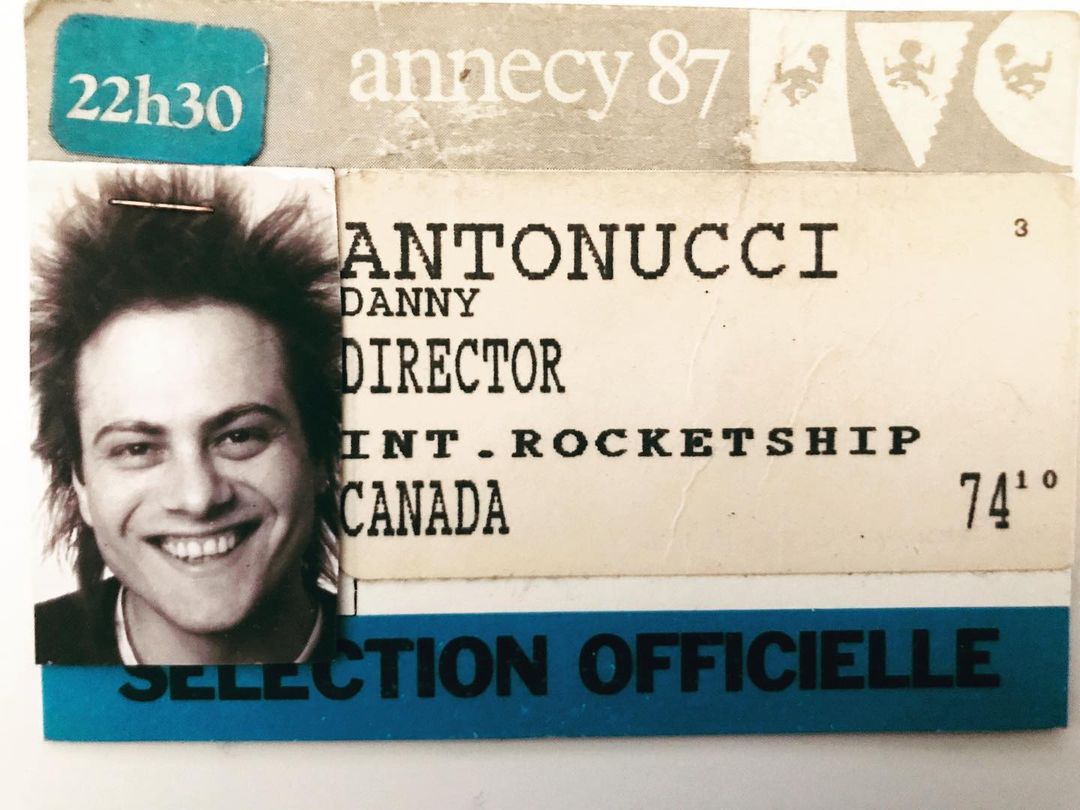 22h30
annecy 87
ANTONUCCI
3
DANNY
DIRECTOR
INT.ROCKETSHIP
CANADA
74¹⁰
SELECTION OFFICIELLE